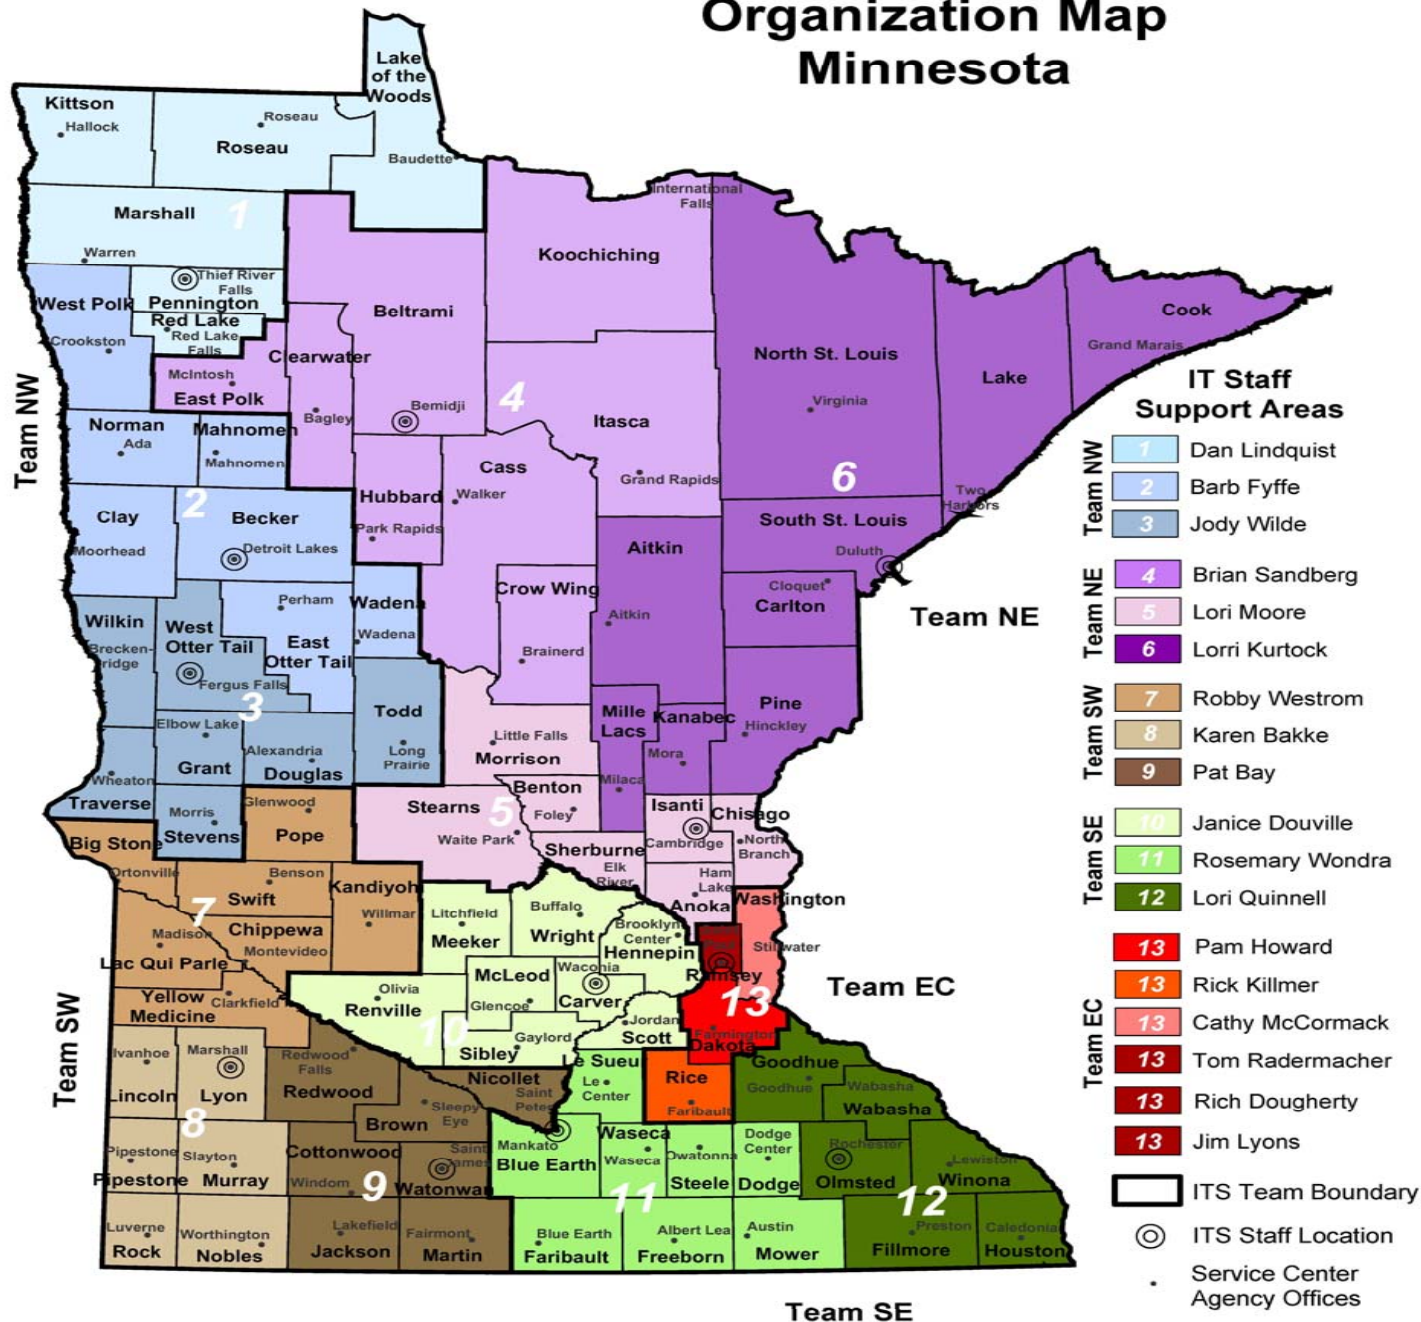 Organization Map
Minnesota
Lake
of the
Woods
Kittson
Hallock
Roseau
Roseau
Baudette
Marshall
1
Warren
International
Falls
Koochiching
Thief River
Falls
Pennington
West Polk
Red Lake
Red Lake
Falls
Crookston
Beltrami
Clearwater
McIntosh
East Polk
Bagley
Bemidji
4
North St. Louis
Virginia
Lake
Cook
Grand Marais
Itasca
Grand Rapids
6
Two
Harbors
Team NW
Norman
Ada
Mahnomen
Mahnomen
2
Clay
Moorhead
Becker
Detroit Lakes
Hubbard
Park Rapids
Cass
Walker
South St. Louis
Duluth
Cloquet
Carlton
Aitkin
Aitkin
Crow Wing
Brainerd
Team NE
Wilkin
Brecken-
ridge
West
Otter Tail
Fergus Falls
Perham
East
Otter Tail
Wadena
Wadena
3
Todd
Long
Prairie
Elbow Lake
Grant
Alexandria
Douglas
Wheaton
Traverse
Morris
Stevens
Little Falls
Morrison
Mille
Lacs
Milaca
Kanabec
Mora
Pine
Hinckley
Benton
Foley
Stearns
5
Waite Park
Sherburne
Elk
River
Isanti
Cambridge
Chisago
North
Branch
Ham
Lake
Anoka
Washington
Stillwater
Glenwood
Pope
Big Stone
Ortonville
Benson
Swift
Kandiyohi
Willmar
7
Chippewa
Montevideo
Madison
Lac Qui Parle
Yellow
Medicine
Clarkfield
Litchfield
Meeker
Buffalo
Wright
Brooklyn
Center
Hennepin
Ramsey
McLeod
Glencoe
Waconia
Carver
Olivia
Renville
10
Gaylord
Sibley
Jordan
Scott
13
Farmington
Dakota
Team EC
Team SW
Ivanhoe
Lincoln
Marshall
Lyon
Redwood
Falls
Redwood
Nicollet
Saint
Peter
Le Sueur
Le
Center
Rice
Faribault
Goodhue
Goodhue
Wabasha
Wabasha
8
Brown
Sleepy
Eye
Pipestone
Pipestone
Slayton
Murray
Cottonwood
Windom
9
Saint
James
Watonwan
Mankato
Blue Earth
Waseca
Waseca
Owatonna
Steele
Dodge
Center
Dodge
Rochester
Olmsted
Lewiston
Winona
11
12
Luverne
Rock
Worthington
Nobles
Lakefield
Jackson
Fairmont
Martin
Blue Earth
Faribault
Albert Lea
Freeborn
Austin
Mower
Preston
Fillmore
Caledonia
Houston
Team SE
IT Staff
Support Areas
Team NW
1 Dan Lindquist
2 Barb Fyffe
3 Jody Wilde
Team NE
4 Brian Sandberg
5 Lori Moore
6 Lorri Kurtock
Team SW
7 Robby Westrom
8 Karen Bakke
9 Pat Bay
Team SE
10 Janice Douville
11 Rosemary Wondra
12 Lori Quinnell
Team EC
13 Pam Howard
13 Rick Killmer
13 Cathy McCormack
13 Tom Radermacher
13 Rich Dougherty
13 Jim Lyons
ITS Team Boundary
ITS Staff Location
Service Center
Agency Offices